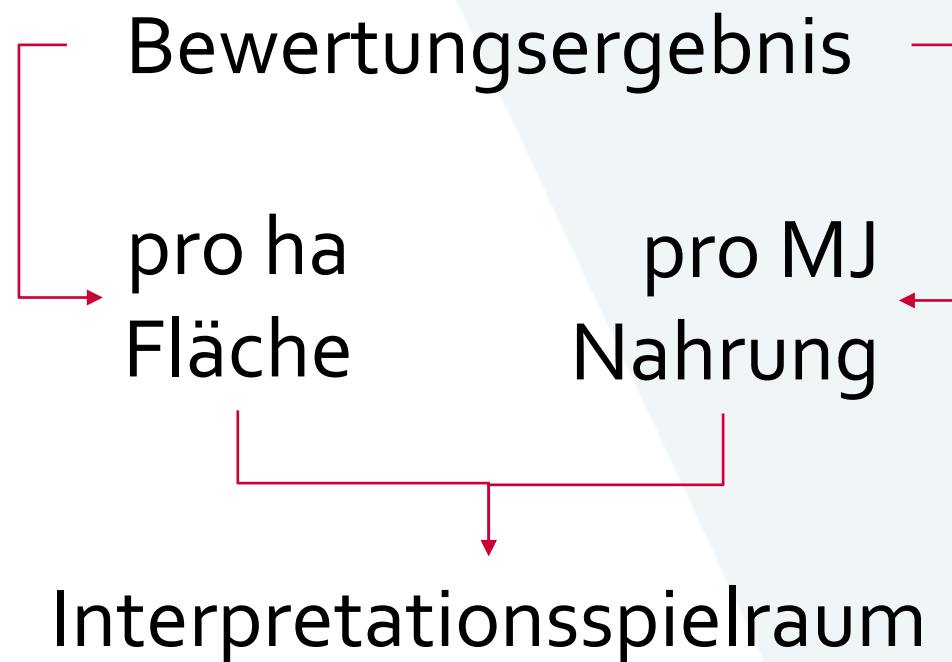 Bewertungsergebnis
pro ha
Fläche
pro MJ
Nahrung
Interpretationsspielraum